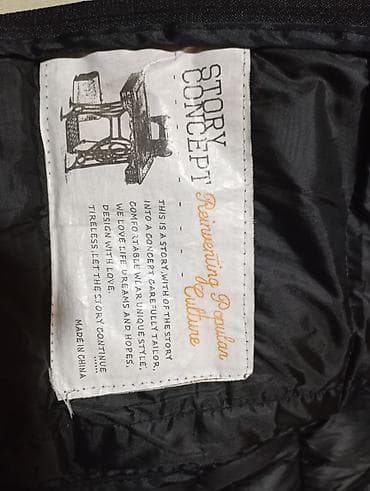 STORY
CONCEPT
Reinventing Popular
Culture
THIS IS A STORY, WITH OF THE STORY
INTO A CONCEPT CAREFULLY TAILOR,
COMFORTABLE WEAR UNIQUE STYLE.
WE LOVE LIFE DREAMS AND HOPES.
DESIGN WITH LOVE.
TIRELESS, LET THE STORY CONTINUE
......
MADE IN CHINA